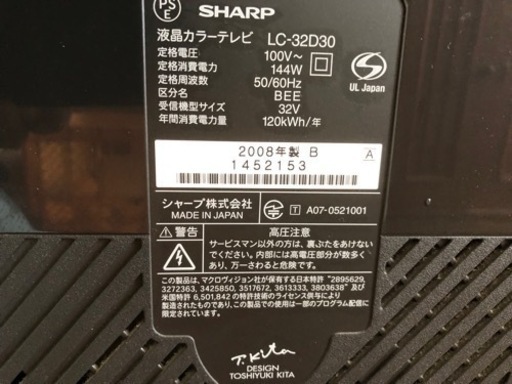 PS
E
SHARP
液晶カラーテレビ LC-32D30
定格電圧 100V~
定格消費電力 144W
定格周波数 50/60Hz
区分名 BEE
受信機型サイズ 32V
年間消費電力量 120kWh/年
UL Japan
2008年製 B
A
1452153
シャープ株式会社
MADE IN JAPAN
T A07-0521001
警告 高圧注意
サービスマン以外の方は、裏ぶたをあけない
でください。内部には高電圧部分が数多く
あり、万一さわると危険です。
この製品は、マクロヴィジョン社が保有する日本特許 "2895629,
3272363, 3425850, 3517672, 3613333, 3803638"及び
米国特許 6,501,842 の特許技術のライセンス供与により
製造されており、この製品での使用は一部のプログラム配信に
限定されています。
T.Kita
DESIGN
TOSHIYUKI KITA